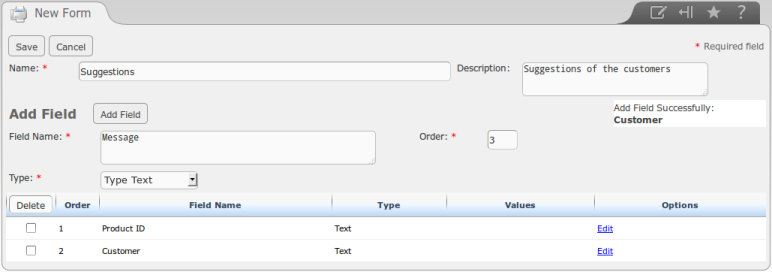 New Form
?
Save Cancel * Required field
Name: * Suggestions Description: Suggestions of the customers
Add Field Add Field Add Field Successfully:
Customer
Field Name: * Message Order: * 3
Type: * Type Text
Delete Order Field Name Type Values Options
1 Product ID Text Edit
2 Customer Text Edit